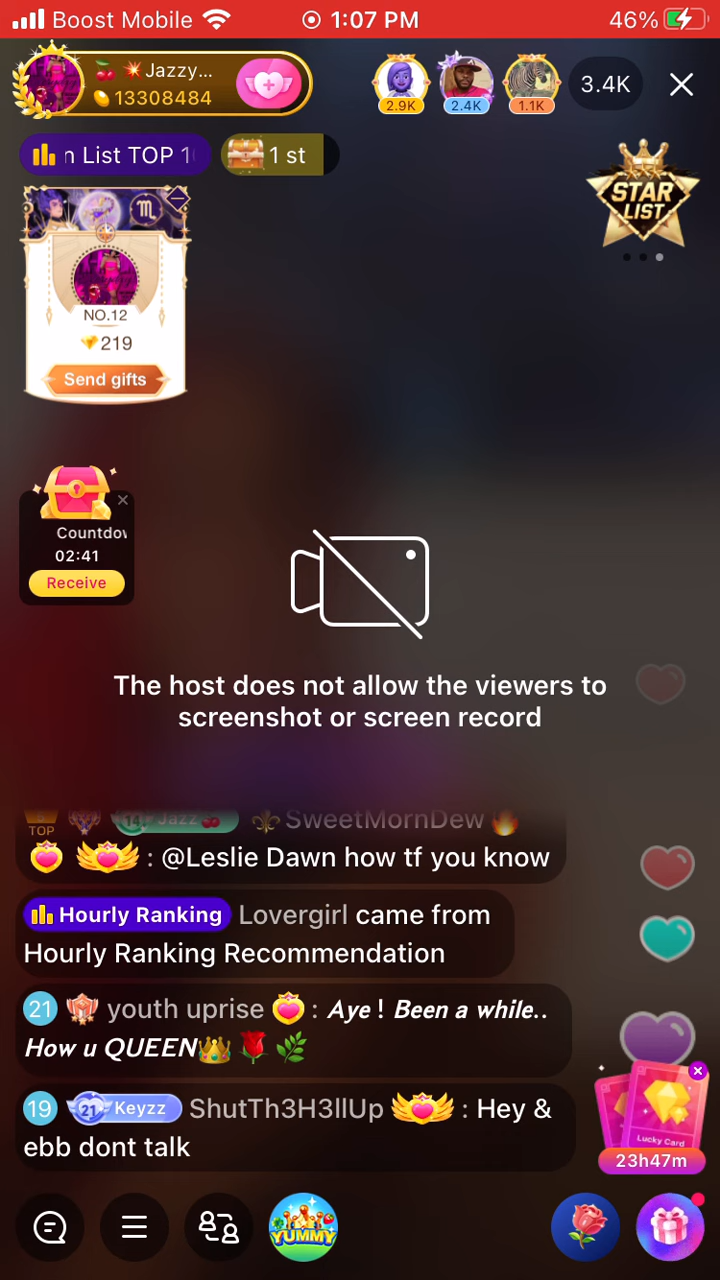 Boost Mobile 1:07 PM 46%
Jazzy...
13308484
2.9K 2.4K 1.1K 3.4K
n List TOP 1
1 st
STAR
LIST
NO.12
219
Send gifts
Countdow
02:41
Receive
The host does not allow the viewers to
screenshot or screen record
TOP 14 Jazz SweetMornDew
: @Leslie Dawn how tf you know
Hourly Ranking Lovergirl came from
Hourly Ranking Recommendation
21 youth uprise : Aye ! Been a while..
How u QUEEN
19 21 Keyzz ShutTh3H3llUp : Hey &
ebb dont talk
Lucky Card
23h47m
YUMMY